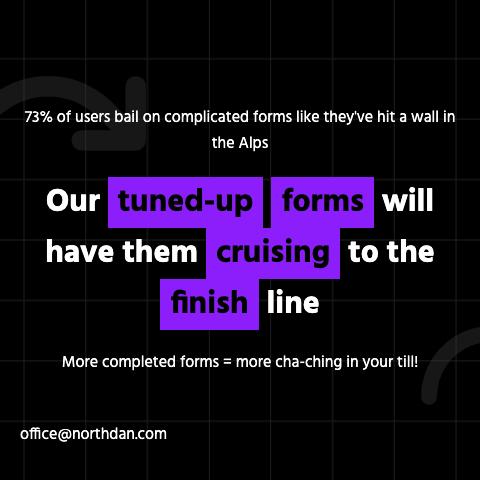 73% of users bail on complicated forms like they've hit a wall in
the Alps
Our tuned-up forms will
have them cruising to the
finish line
More completed forms = more cha-ching in your till!
office@northdan.com